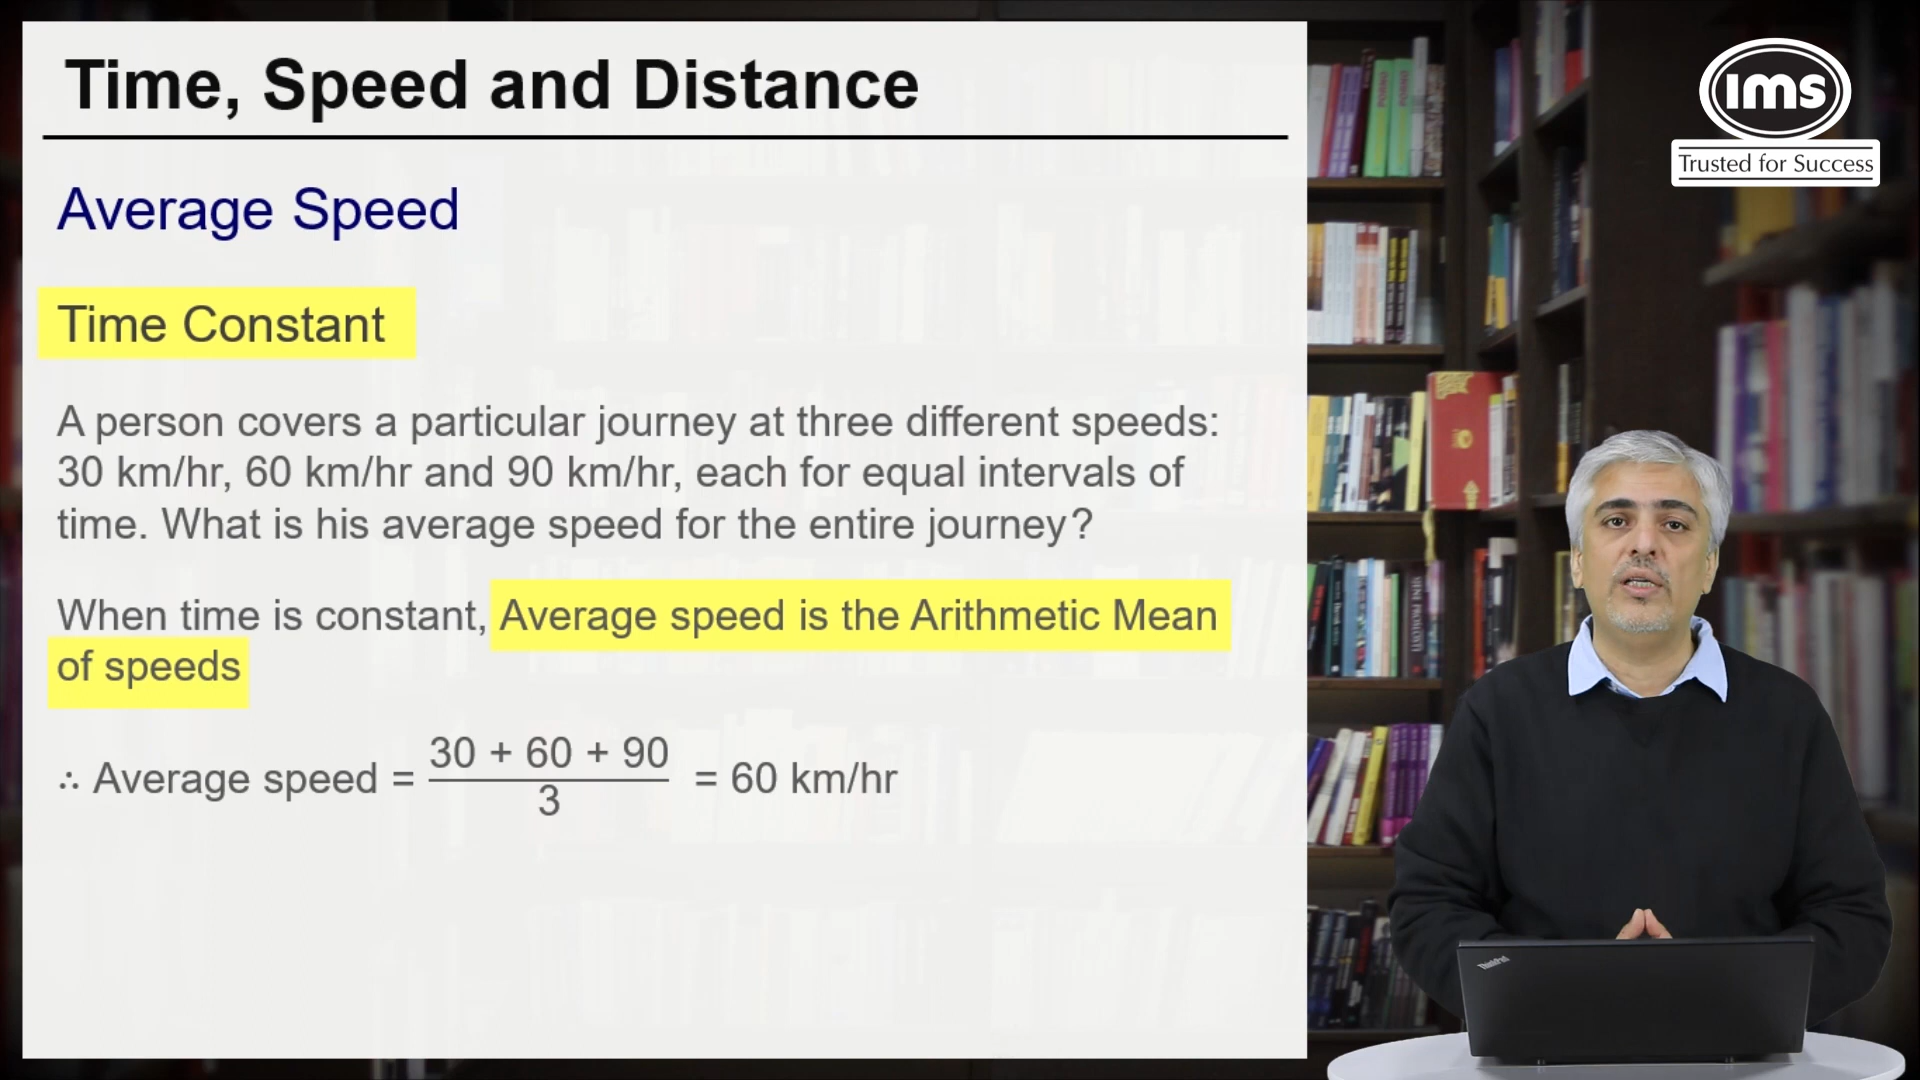 Time, Speed and Distance
Average Speed
Time Constant
A person covers a particular journey at three different speeds:
30 km/hr, 60 km/hr and 90 km/hr, each for equal intervals of
time. What is his average speed for the entire journey?
When time is constant, Average speed is the Arithmetic Mean
of speeds
∴ Average speed = 30 + 60 + 90 / 3 = 60 km/hr
ims
Trusted for Success
ThinkPad